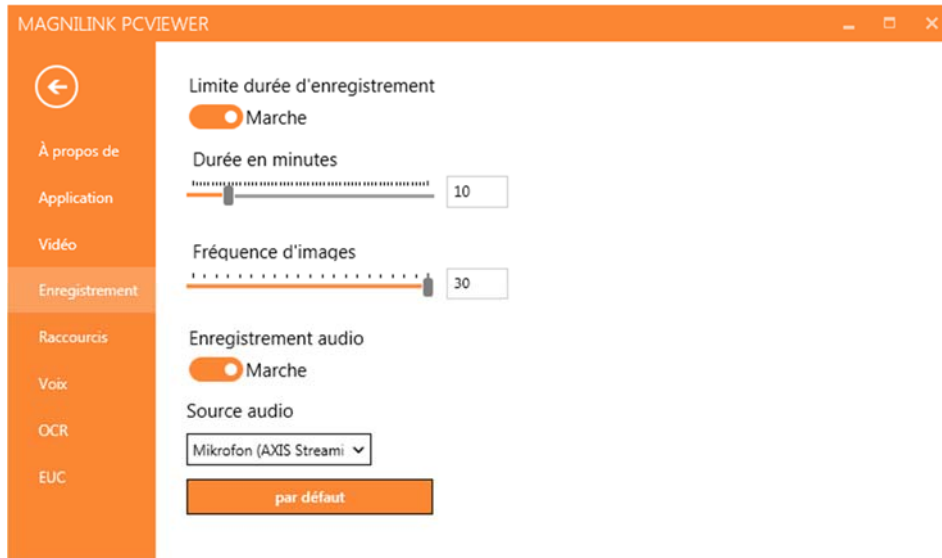 MAGNILINK PCVIEWER
À propos de
Application
Vidéo
Enregistrement
Raccourcis
Voix
OCR
EUC
Limite durée d'enregistrement
Marche
Durée en minutes
10
Fréquence d'images
30
Enregistrement audio
Marche
Source audio
Mikrofon (AXIS Streami
par défaut